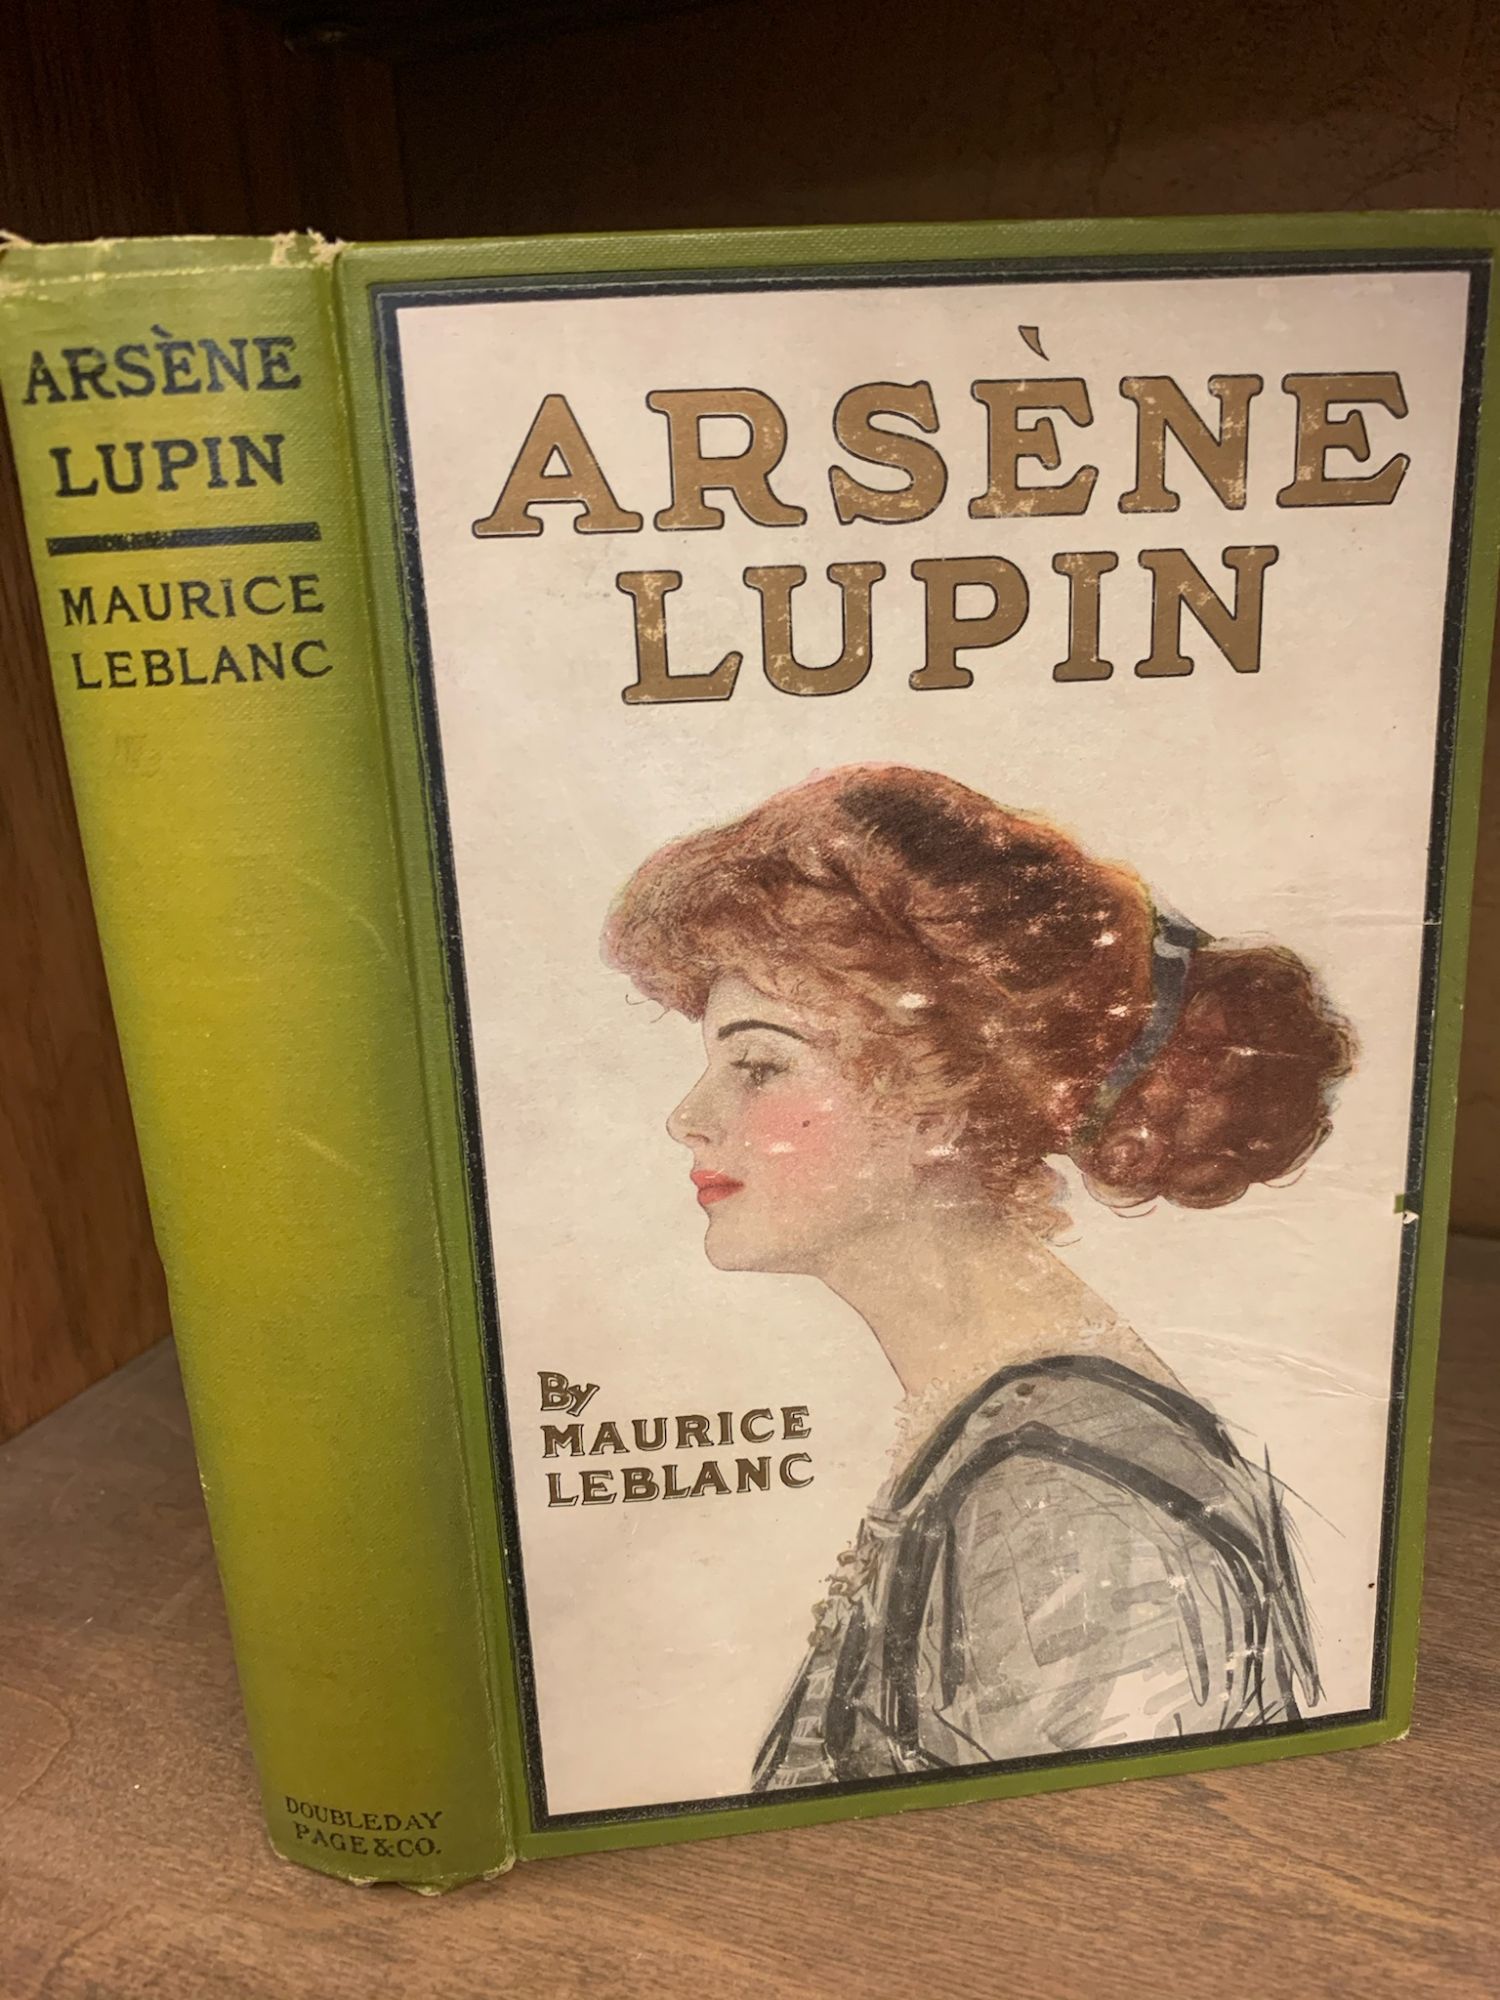 ARSÈNE
LUPIN
MAURICE
LEBLANC
DOUBLEDAY
PAGE & CO.
ARSÈNE
LUPIN
By
MAURICE
LEBLANC